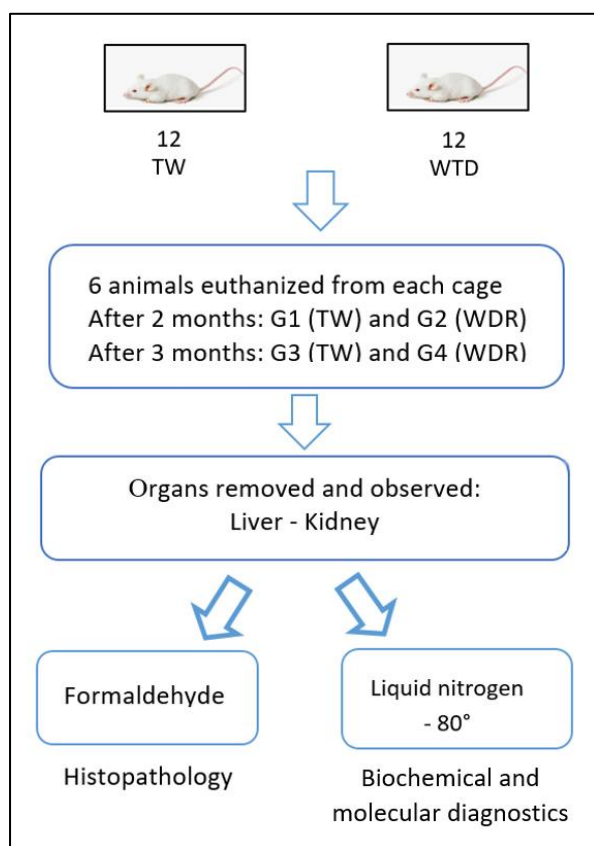 12
TW
12
WTD
6 animals euthanized from each cage
After 2 months: G1 (TW) and G2 (WDR)
After 3 months: G3 (TW) and G4 (WDR)
Organs removed and observed:
Liver - Kidney
Formaldehyde
Histopathology
Liquid nitrogen
- 80°
Biochemical and
molecular diagnostics